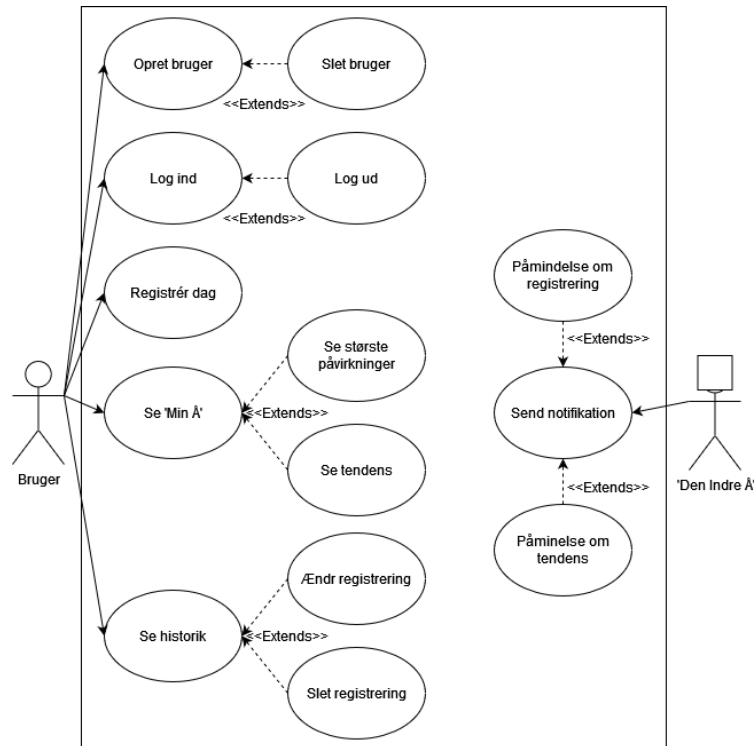 Opret bruger
Slet bruger
<<Extends>>
Log ind
Log ud
<<Extends>>
Registrér dag
Påmindelse om
registrering
<<Extends>>
Se største
påvirkninger
Se 'Min Å'
<<Extends>>
Se tendens
Send notifikation
Bruger
'Den Indre Å'
<<Extends>>
Påminelse om
tendens
Ændr registrering
Se historik
<<Extends>>
Slet registrering